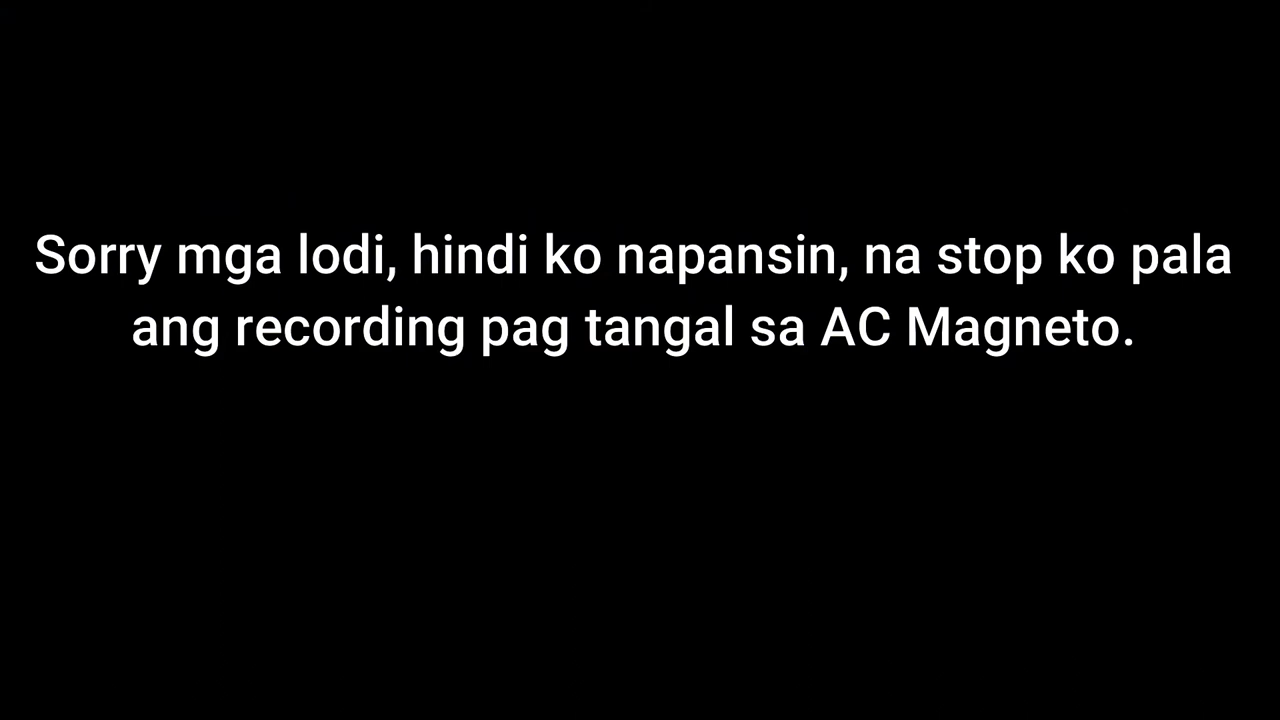 Sorry mga lodi, hindi ko napansin, na stop ko pala
ang recording pag tangal sa AC Magneto.